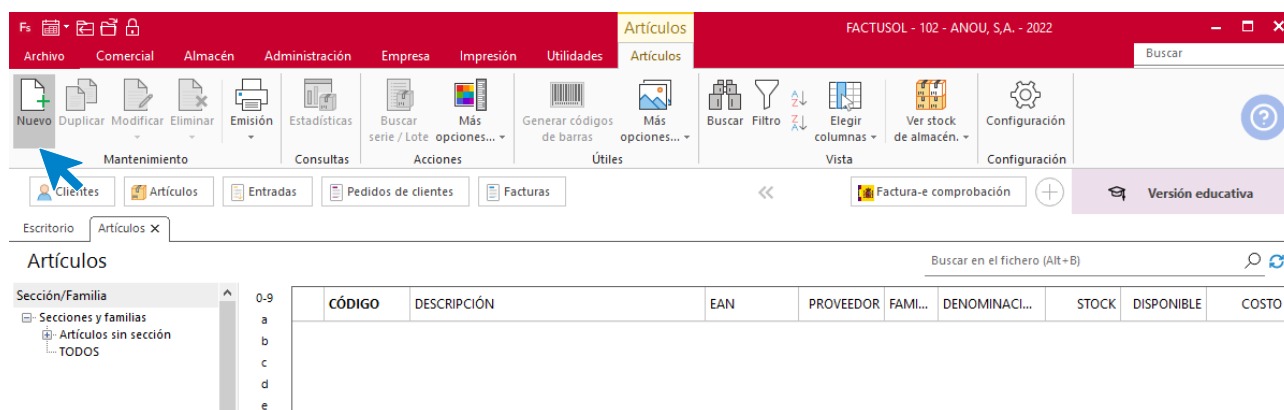 Fs
Artículos
FACTUSOL - 102 - ANOU, S,A. - 2022
Archivo Comercial Almacén Administración Empresa Impresión Utilidades Artículos Buscar
Nuevo Duplicar Modificar Eliminar Emisión Estadísticas Buscar serie / Lote Más opciones... Generar códigos de barras Más opciones... Buscar Filtro Elegir columnas Ver stock de almacén. Configuración
Mantenimiento Consultas Acciones Útiles Vista Configuración
Clientes Artículos Entradas Pedidos de clientes Facturas Factura-e comprobación Versión educativa
Escritorio Artículos
Artículos Buscar en el fichero (Alt+B)
Sección/Familia 0-9 CÓDIGO DESCRIPCIÓN EAN PROVEEDOR FAMI... DENOMINACI... STOCK DISPONIBLE COSTO
Secciones y familias a
Artículos sin sección b
TODOS c
d
e